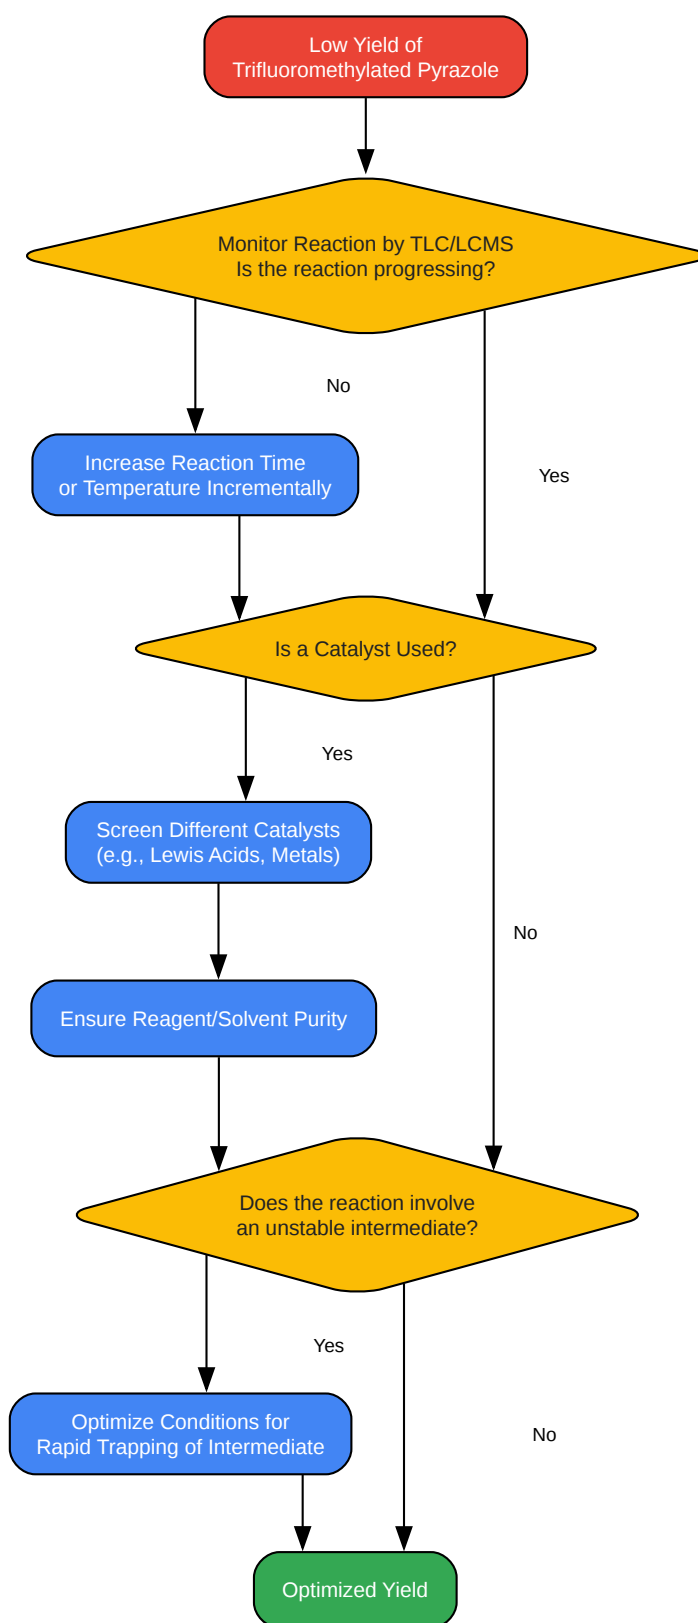 Low Yield of
Trifluoromethylated Pyrazole
Monitor Reaction by TLC/LCMS
Is the reaction progressing?
No
Increase Reaction Time
or Temperature Incrementally
Yes
Is a Catalyst Used?
Yes
Screen Different Catalysts
(e.g., Lewis Acids, Metals)
No
Ensure Reagent/Solvent Purity
Does the reaction involve
an unstable intermediate?
Yes
Optimize Conditions for
Rapid Trapping of Intermediate
No
Optimized Yield